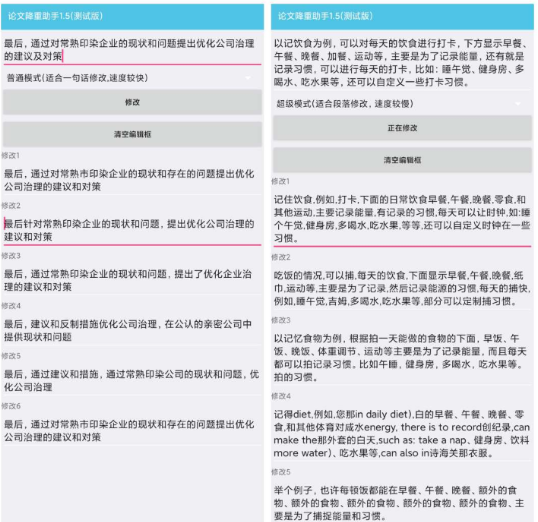 论文降重助手1.5(测试版)
最后，通过对常熟印染企业的现状和问题提出优化公司治理
的建议及对策
普通模式(适合一句话修改,速度较快)
修改
清空编辑框
修改1
最后，通过对常熟市印染企业的现状和存在的问题提出优化
公司治理的建议和对策
修改2
最后针对常熟印染企业的现状和问题，提出优化公司治理的
建议和对策
修改3
最后，通过常熟印染企业的现状和问题，提出了优化企业治
理的建议和对策
修改4
最后，建议和反制措施优化公司治理，在公认的亲密公司中
提供现状和问题
修改5
最后，通过建议和措施，通过常熟印染公司的现状和问题，优
化公司治理
修改6
最后，通过对常熟市印染企业的现状和存在的问题提出优化
公司治理的建议和对策
论文降重助手1.5(测试版)
以记饮食为例，可以对每天的饮食进行打卡，下方显示早餐、
午餐、晚餐、加餐、运动等，主要是记录能量，还有就是
记录习惯，可以进行每天的打卡，比如：睡午觉、健身房、多
喝水、吃水果等，还可以自定义一些打卡习惯。
超级模式(适合段落修改，速度较慢)
正在修改
清空编辑框
修改1
记住饮食,例如,打卡,下面的日常饮食早餐,午餐,晚餐,零食,和
其他运动,主要记录能量,有记录的习惯,每天可以让时钟,如:睡
个午觉,健身房,多喝水,吃水果,等等,还可以自定义时钟在一些
习惯。
修改2
吃饭的情况,可以捕,每天的饮食,下面显示早餐,午餐,晚餐,纸
巾,运动等,主要是为了记录,然后记录能源的习惯,每天的捕快,
例如,睡午觉,吉姆,多喝水,吃水果等,部分可以定制捕习惯。
修改3
以记忆食物为例，根据拍一天能做的食物的下面，早饭、午
饭、晚饭、体重调节、运动等主要是为了记录能量，而且每天
都可以拍记录习惯，比如午睡，健身房，多喝水，吃水果等。
拍的习惯。
修改4
记得diet,例如,您那in daily diet),白的早餐、午餐、晚餐、零
食,和其他体育对咸水energy, there is to record创纪录,can
make the那外套的白天,such as: take a nap、健身房、饮料
more water)、吃水果等,can also in诗海关那衣服。
修改5
举个例子，也许每顿饭都能在早餐、午餐、晚餐、额外的食
物、额外的食物、额外的食物、额外的食物、额外的食物、主
要是为了捕捉能量和习惯。